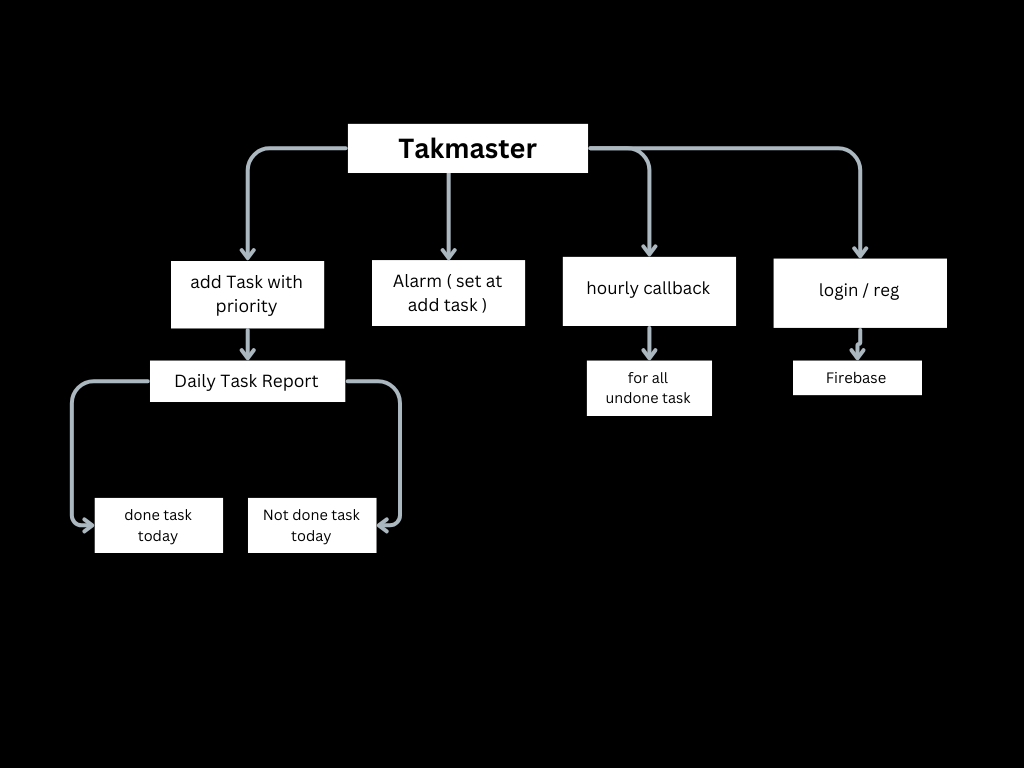 Takmaster
add Task with
priority
Alarm ( set at
add task )
hourly callback
login / reg
Daily Task Report
for all
undone task
Firebase
done task
today
Not done task
today